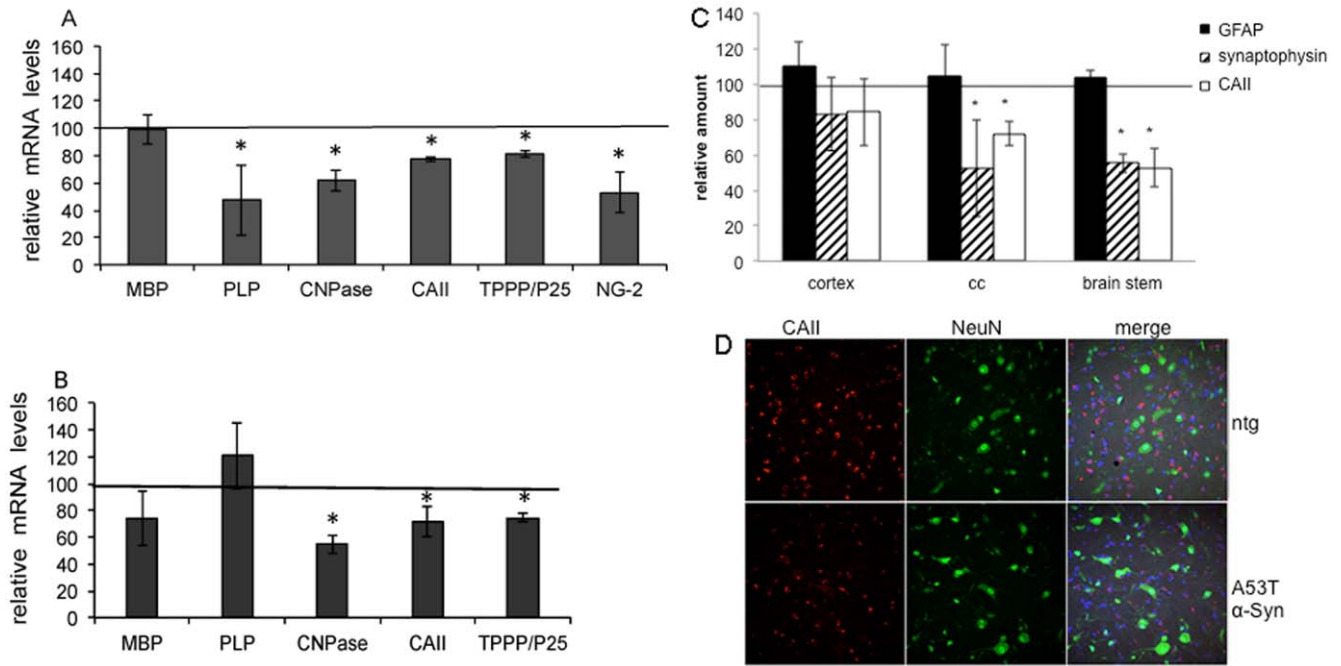 A
relative mRNA levels
160
140
120
100
80
60
40
20
0
*
*
*
*
*
MBP PLP CNPase CAII TPPP/P25 NG-2
B
relative mRNA levels
160
140
120
100
80
60
40
20
0
*
*
*
MBP PLP CNPase CAII TPPP/P25
C
relative amount
140
120
100
80
60
40
20
0
* *
* *
cortex cc brain stem
GFAP
synaptophysin
CAII
D
CAII NeuN merge
ntg
A53T
α-Syn